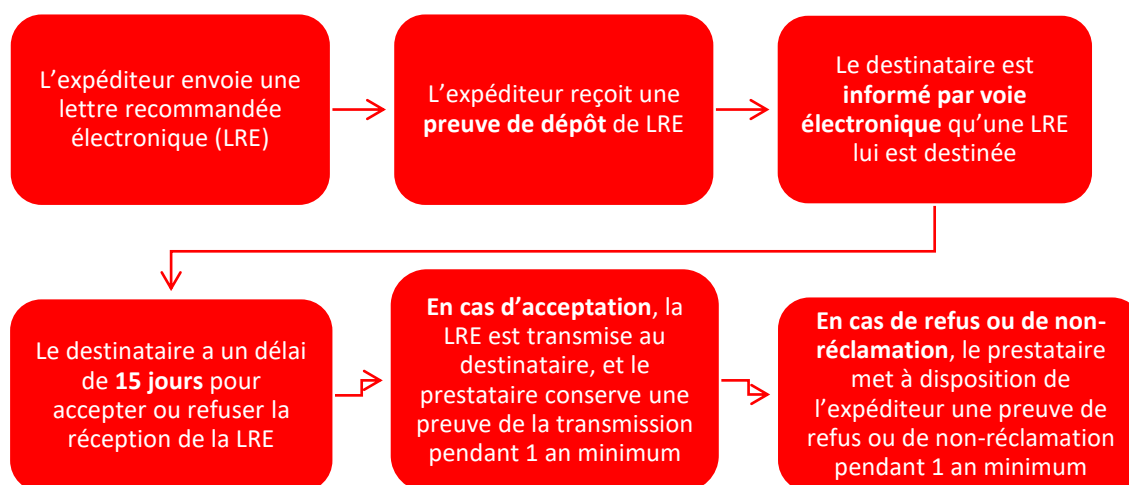 L’expéditeur envoie une
lettre recommandée
électronique (LRE)
L’expéditeur reçoit une
preuve de dépôt de LRE
Le destinataire est
informé par voie
électronique qu’une LRE
lui est destinée
Le destinataire a un délai
de 15 jours pour
accepter ou refuser la
réception de la LRE
En cas d’acceptation, la
LRE est transmise au
destinataire, et le
prestataire conserve une
preuve de la transmission
pendant 1 an minimum
En cas de refus ou de non-
réclamation, le prestataire
met à disposition de
l’expéditeur une preuve de
refus ou de non-réclamation
pendant 1 an minimum